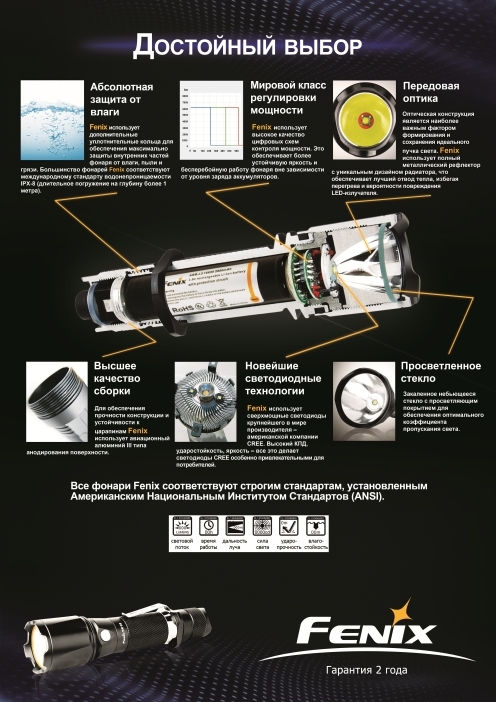 Достойный выбор
Абсолютная
защита от
влаги
Fenix использует
дополнительные
уплотнительные кольца для
обеспечения максимально
защиты внутренних частей
фонаря от влаги, пыли и
грязи. Большинство фонарей Fenix соответствуют
международному стандарту водонепроницаемости
IPX-8 (длительное погружение на глубину более 1
метра).
Мировой класс
регулировки
мощности
Fenix использует
высокое качество
цифровых схем
контроля мощности. Это
обеспечивает более
устойчивую яркость и
бесперебойную работу фонаря вне зависимости
от уровня заряда аккумуляторов.
Передовая
оптика
Оптическая конструкция
является наиболее
важным фактором
формирования и
сохранения идеального
пучка света. Fenix
использует полный
металлический рефлектор
с уникальным дизайном радиатора, что
обеспечивает лучший отвод тепла, избегая
перегрева и вероятности повреждения
LED-излучателя.
FENIX
RoHS
Высшее
качество
сборки
Для обеспечения
прочности конструкции и
устойчивости к
царапинам Fenix
использует авиационный
алюминий III типа
анодирования поверхности.
Новейшие
светодиодные
технологии
Fenix использует
сверхмощные светодиоды
крупнейшего в мире
производителя –
американской компании
CREE. Высокий КПД,
ударостойкость, яркость – все это делает
светодиоды CREE особенно привлекательными для
потребителей.
Просветленное
стекло
Закаленное небьющееся
стекло с просветляющим
покрытием для
обеспечения оптимального
коэффициента
пропускания света.
Все фонари Fenix соответствуют строгим стандартам, установленным
Американским Национальным Институтом Стандартов (ANSI).
световой
поток
время
работы
дальность
луча
сила
света
ударо-
прочность
влаго-
стойкость
FENIX
Гарантия 2 года